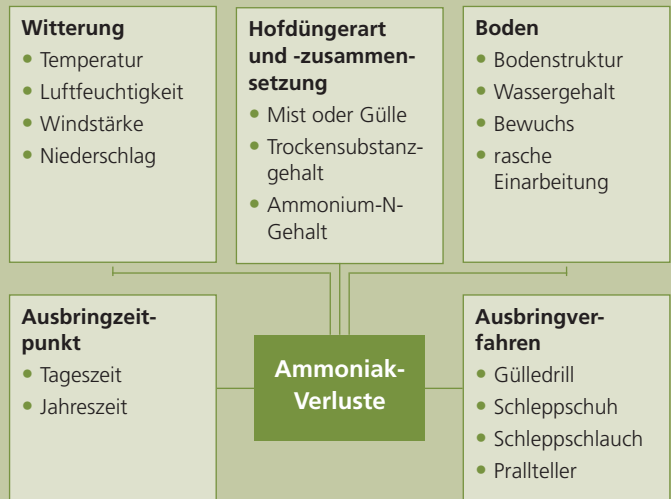 Witterung
• Temperatur
• Luftfeuchtigkeit
• Windstärke
• Niederschlag
Hofdüngerart
und -zusammen-
setzung
• Mist oder Gülle
• Trockensubstanz-
gehalt
• Ammonium-N-
Gehalt
Boden
• Bodenstruktur
• Wassergehalt
• Bewuchs
• rasche
Einarbeitung
Ausbringzeit-
punkt
• Tageszeit
• Jahreszeit
Ammoniak-
Verluste
Ausbringver-
fahren
• Gülledrill
• Schleppschuh
• Schleppschlauch
• Prallteller